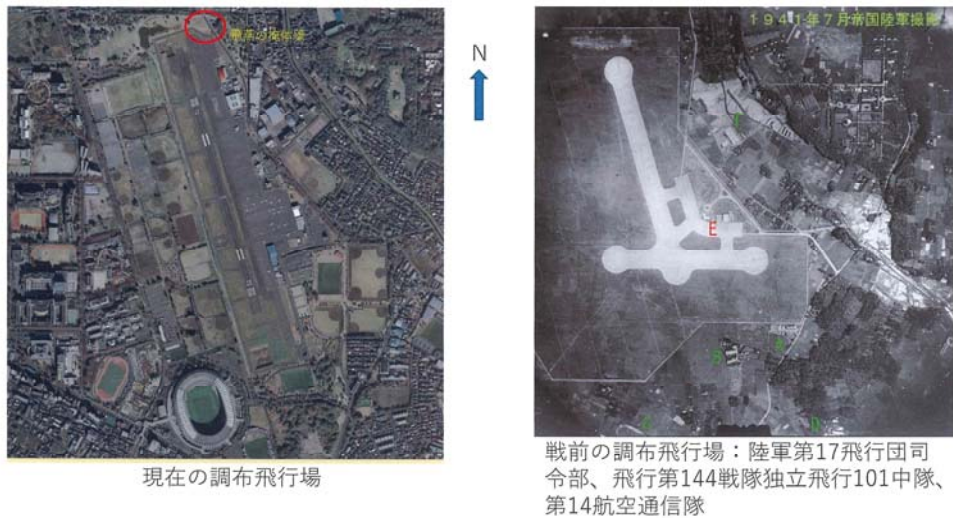 1941年7月帝国陸軍撮影
N
E
現在の調布飛行場
戦前の調布飛行場：陸軍第17飛行団司
令部、飛行第144戦隊独立飛行101中隊、
第14航空通信隊